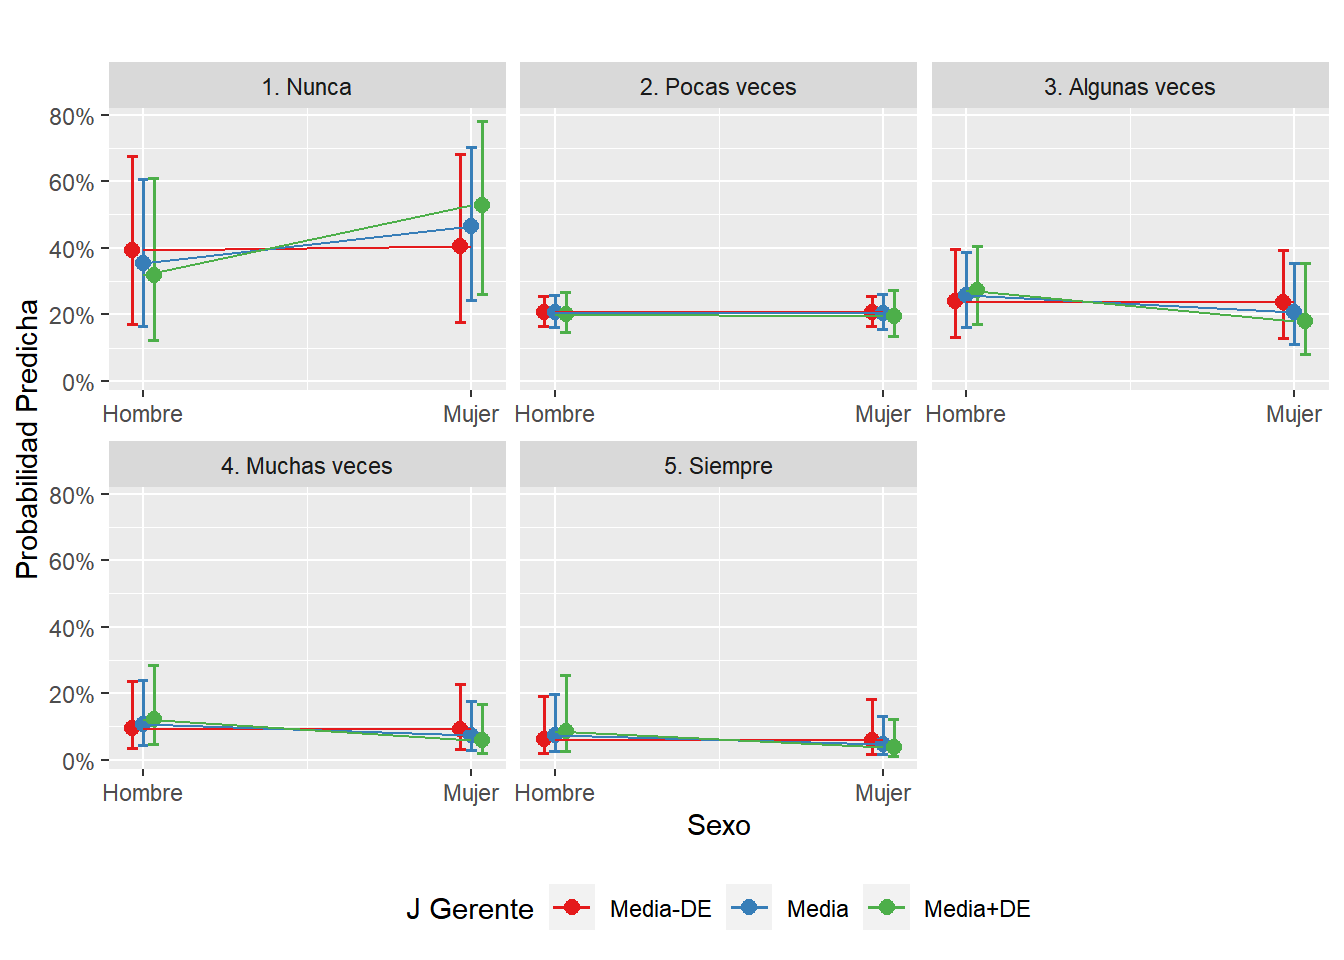 1. Nunca
2. Pocas veces
3. Algunas veces
80%
60%
40%
20%
0%
Hombre
Mujer
Hombre
Mujer
Hombre
Mujer
4. Muchas veces
5. Siempre
80%
60%
40%
20%
0%
Hombre
Mujer
Hombre
Mujer
Probabilidad Predicha
Sexo
J Gerente
Media-DE
Media
Media+DE